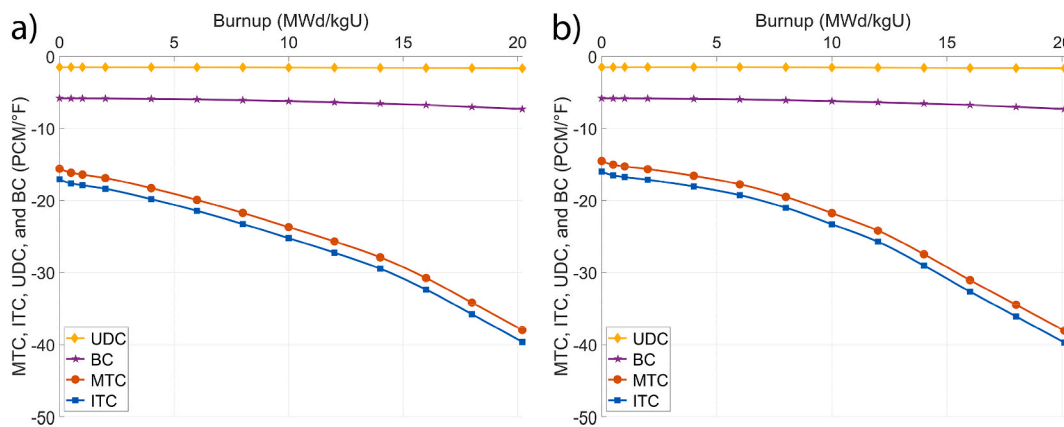 a)
Burnup (MWd/kgU)
0 5 10 15 20
MTC, ITC, UDC, and BC (PCM/°F)
0
-10
-20
-30
-40
-50
UDC
BC
MTC
ITC
b)
Burnup (MWd/kgU)
0 5 10 15 20
MTC, ITC, UDC, and BC (PCM/°F)
0
-10
-20
-30
-40
-50
UDC
BC
MTC
ITC